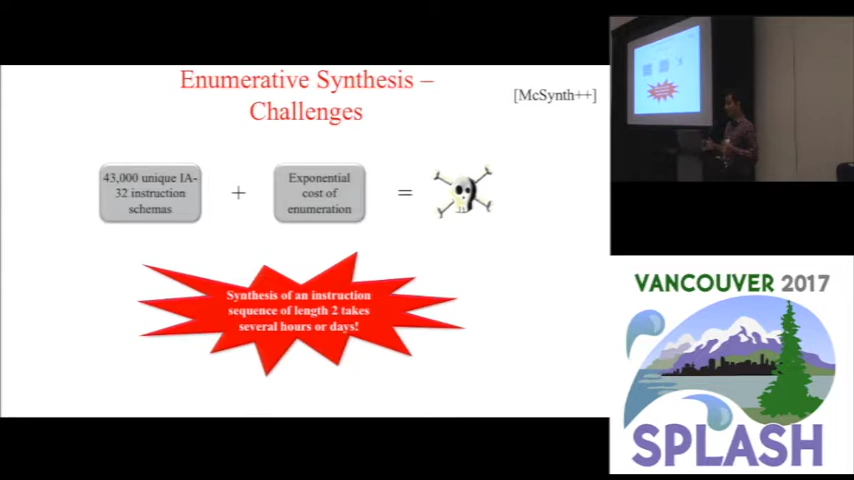 Enumerative Synthesis –
Challenges
[McSynth++]
43,000 unique IA-
32 instruction
schemas
+
Exponential
cost of
enumeration
=
Synthesis of an instruction
sequence of length 2 takes
several hours or days!
VANCOUVER 2017
SPLASH